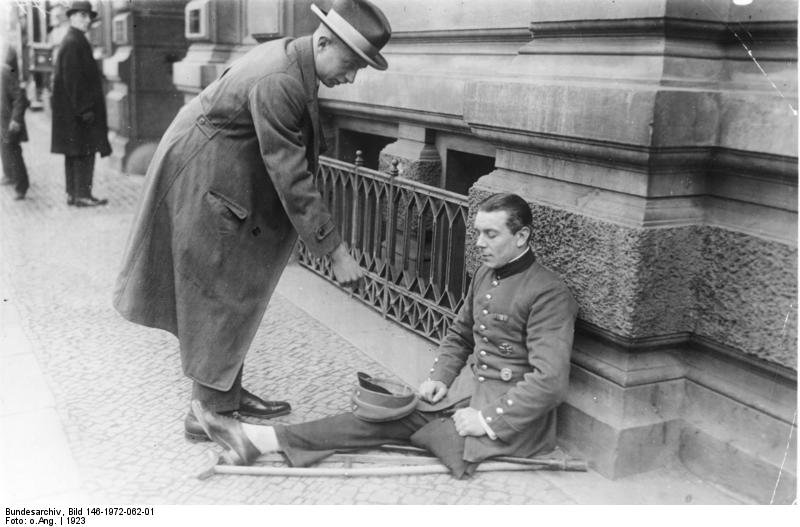 Bundesarchiv, Bild 146-1972-062-01
Foto: o.Ang. | 1923